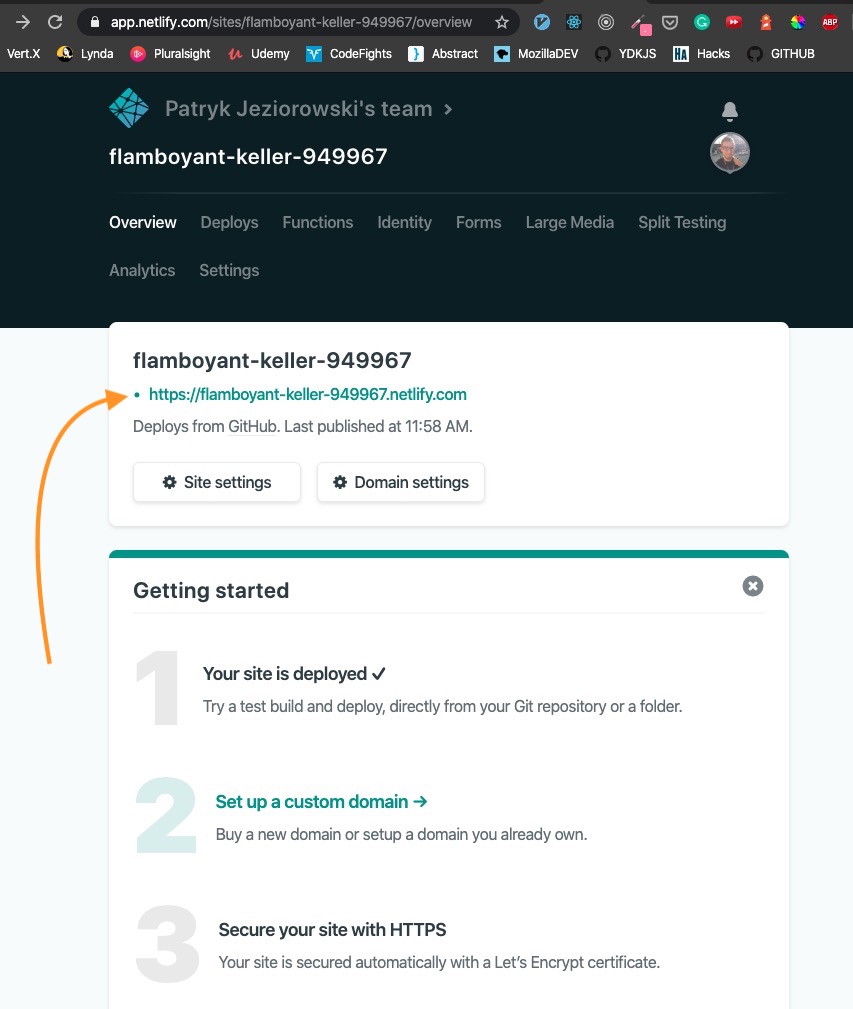 app.netlify.com/sites/flamboyant-keller-949967/overview
ABP
Vert.X Lynda Pluralsight Udemy CodeFights Abstract MozillaDEV YDKJS HA Hacks GITHUB
Patryk Jeziorowski's team >
flamboyant-keller-949967
Overview Deploys Functions Identity Forms Large Media Split Testing
Analytics Settings
flamboyant-keller-949967
• https://flamboyant-keller-949967.netlify.com
Deploys from GitHub. Last published at 11:58 AM.
Site settings Domain settings
Getting started
1
Your site is deployed ✓
Try a test build and deploy, directly from your Git repository or a folder.
2
Set up a custom domain →
Buy a new domain or setup a domain you already own.
3
Secure your site with HTTPS
Your site is secured automatically with a Let’s Encrypt certificate.